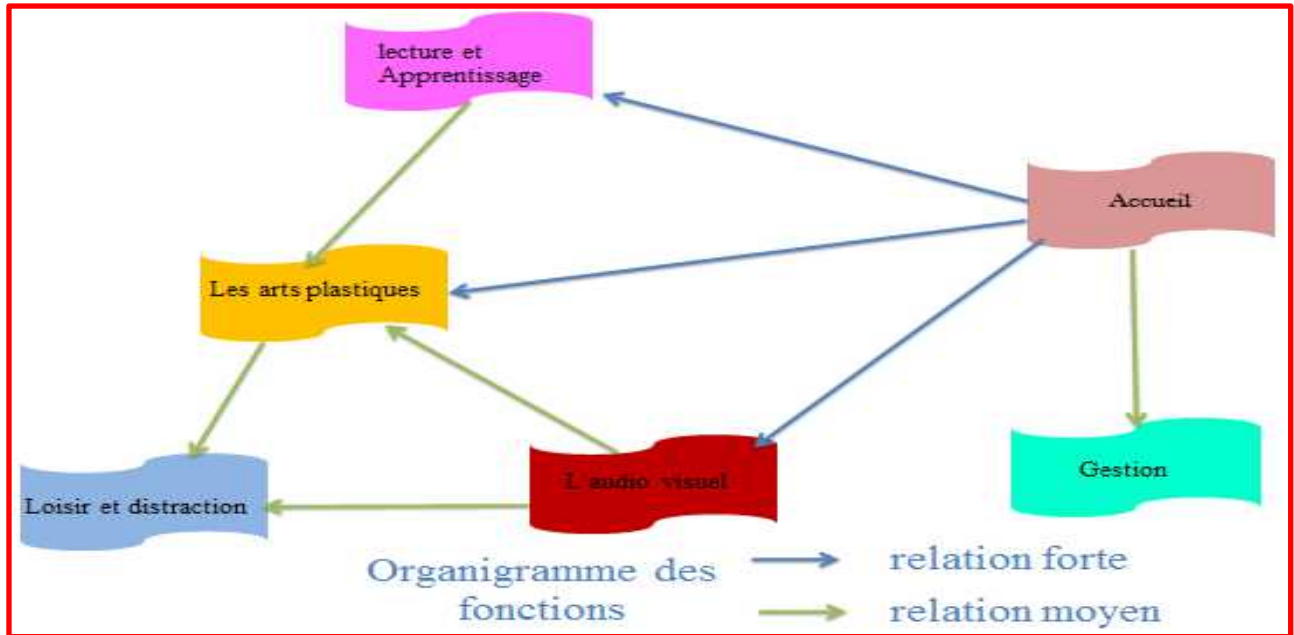 lecture et
Apprentissage
Accueil
Les arts plastiques
Loisir et distraction
L audio visuel
Gestion
Organigramme des
fonctions
relation forte
relation moyen